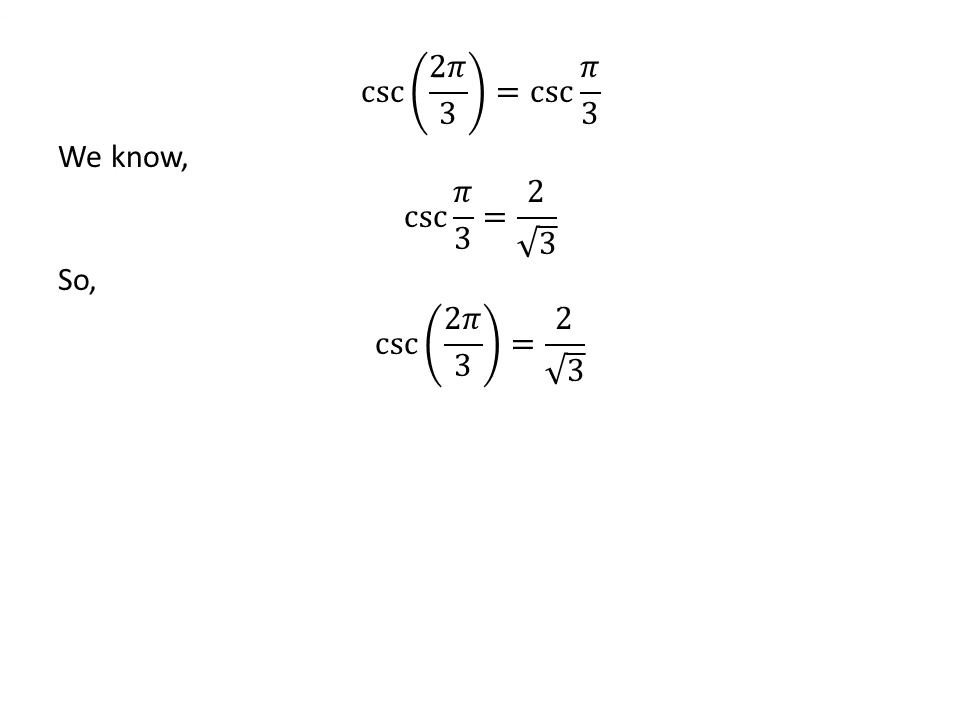 csc(2π/3) = csc π/3
We know,
csc π/3 = 2/√3
So,
csc(2π/3) = 2/√3